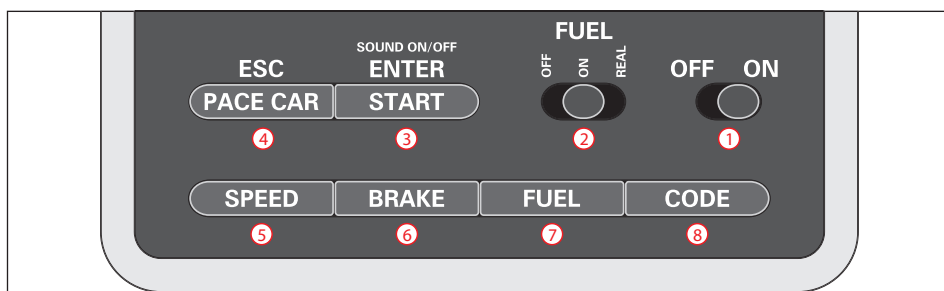 FUEL
SOUND ON/OFF
ESC ENTER OFF ON REAL OFF ON
PACE CAR START
4 3 2 1
SPEED BRAKE FUEL CODE
5 6 7 8